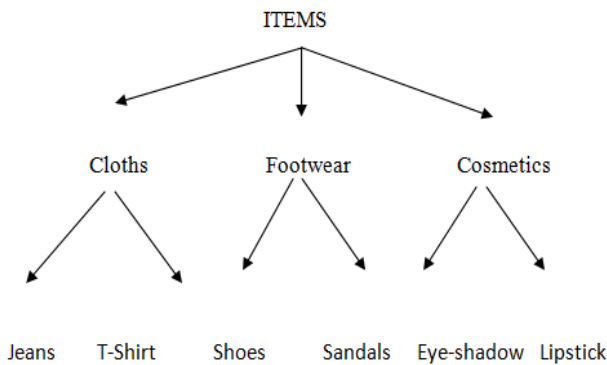 ITEMS
Cloths Footwear Cosmetics
Jeans T-Shirt Shoes Sandals Eye-shadow Lipstick